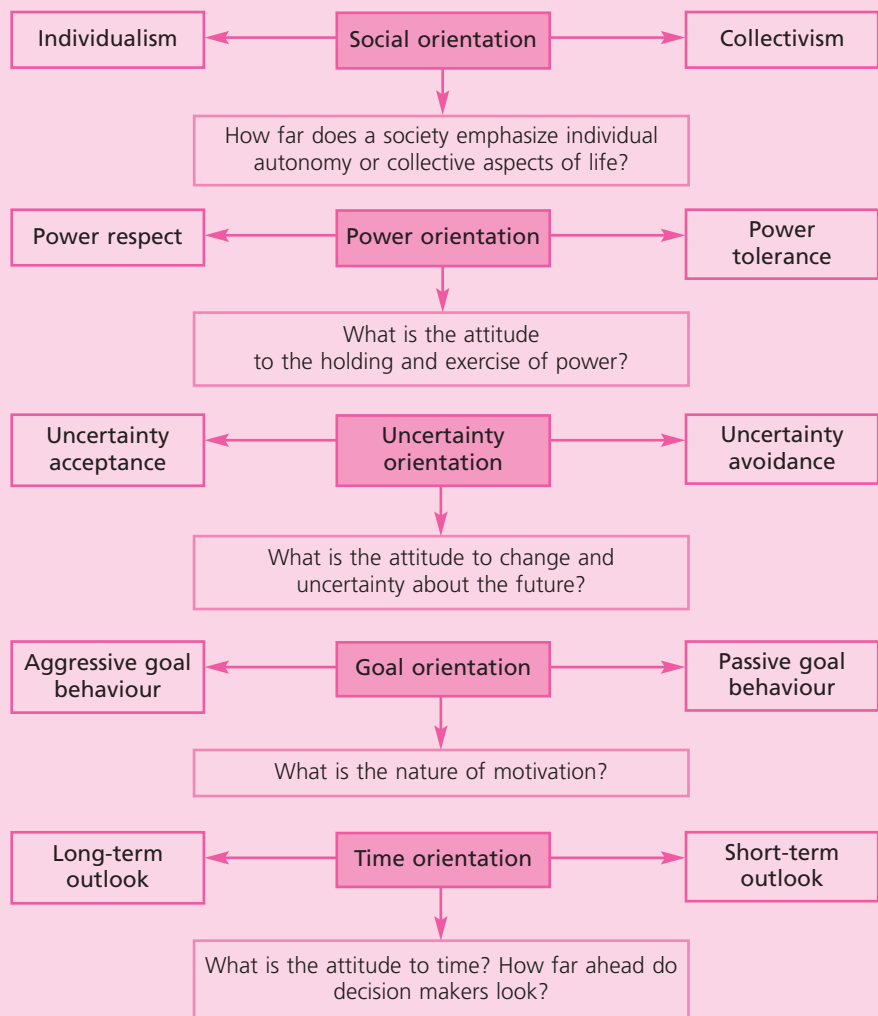 Individualism
Social orientation
Collectivism
How far does a society emphasize individual
autonomy or collective aspects of life?
Power respect
Power orientation
Power
tolerance
What is the attitude
to the holding and exercise of power?
Uncertainty
acceptance
Uncertainty
orientation
Uncertainty
avoidance
What is the attitude to change and
uncertainty about the future?
Aggressive goal
behaviour
Goal orientation
Passive goal
behaviour
What is the nature of motivation?
Long-term
outlook
Time orientation
Short-term
outlook
What is the attitude to time? How far ahead do
decision makers look?